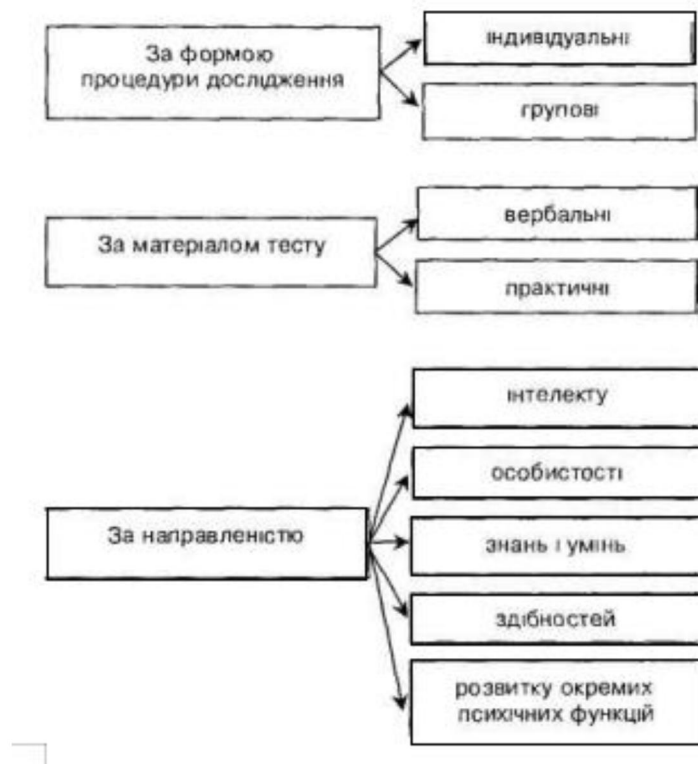 За формою
процедури дослідження
індивідуальні
групові
За матеріалом тесту
вербальні
практичні
За направленістю
інтелекту
особистості
знань і умінь
здібностей
розвитку окремих
психічних функцій